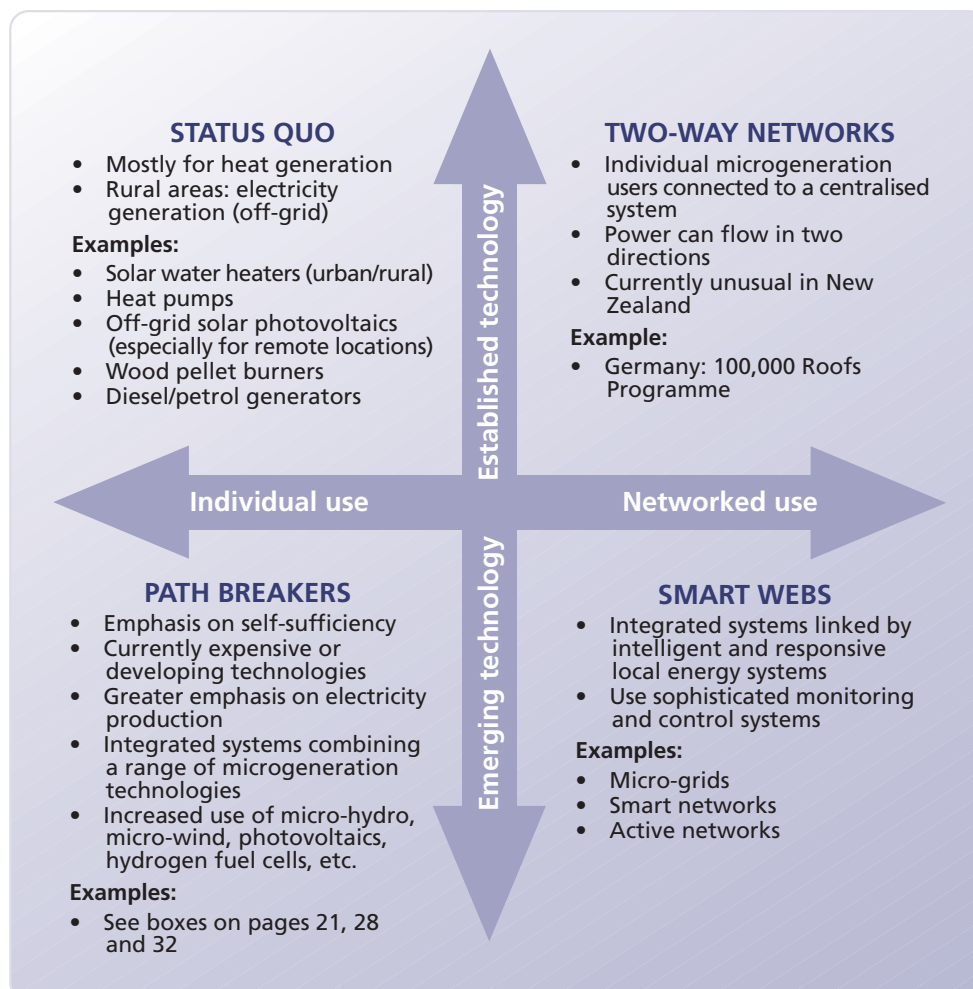 STATUS QUO
• Mostly for heat generation
• Rural areas: electricity
generation (off-grid)
Examples:
• Solar water heaters (urban/rural)
• Heat pumps
• Off-grid solar photovoltaics
(especially for remote locations)
• Wood pellet burners
• Diesel/petrol generators
TWO-WAY NETWORKS
• Individual microgeneration
users connected to a centralised
system
• Power can flow in two
directions
• Currently unusual in New
Zealand
Example:
• Germany: 100,000 Roofs
Programme
Established technology
Individual use
Networked use
Emerging technology
PATH BREAKERS
• Emphasis on self-sufficiency
• Currently expensive or
developing technologies
• Greater emphasis on electricity
production
• Integrated systems combining
a range of microgeneration
technologies
• Increased use of micro-hydro,
micro-wind, photovoltaics,
hydrogen fuel cells, etc.
Examples:
• See boxes on pages 21, 28
and 32
SMART WEBS
• Integrated systems linked by
intelligent and responsive
local energy systems
• Use sophisticated monitoring
and control systems
Examples:
• Micro-grids
• Smart networks
• Active networks